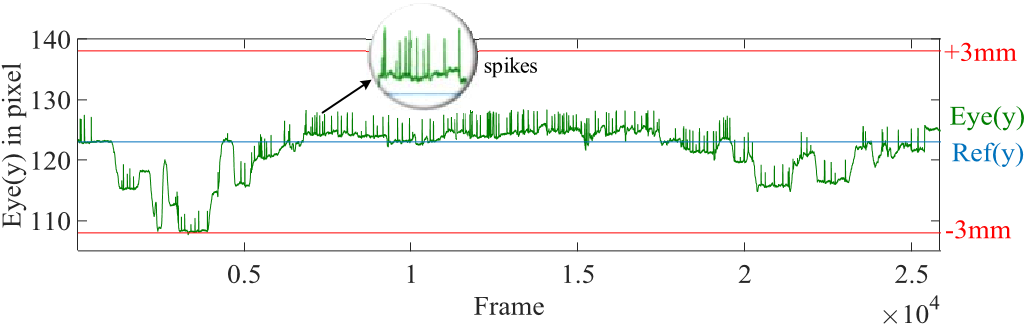 140
130
120
110
Eye(y) in pixel
spikes
+3mm
Eye(y)
Ref(y)
-3mm
0.5
1
1.5
2
2.5
Frame
×10⁴